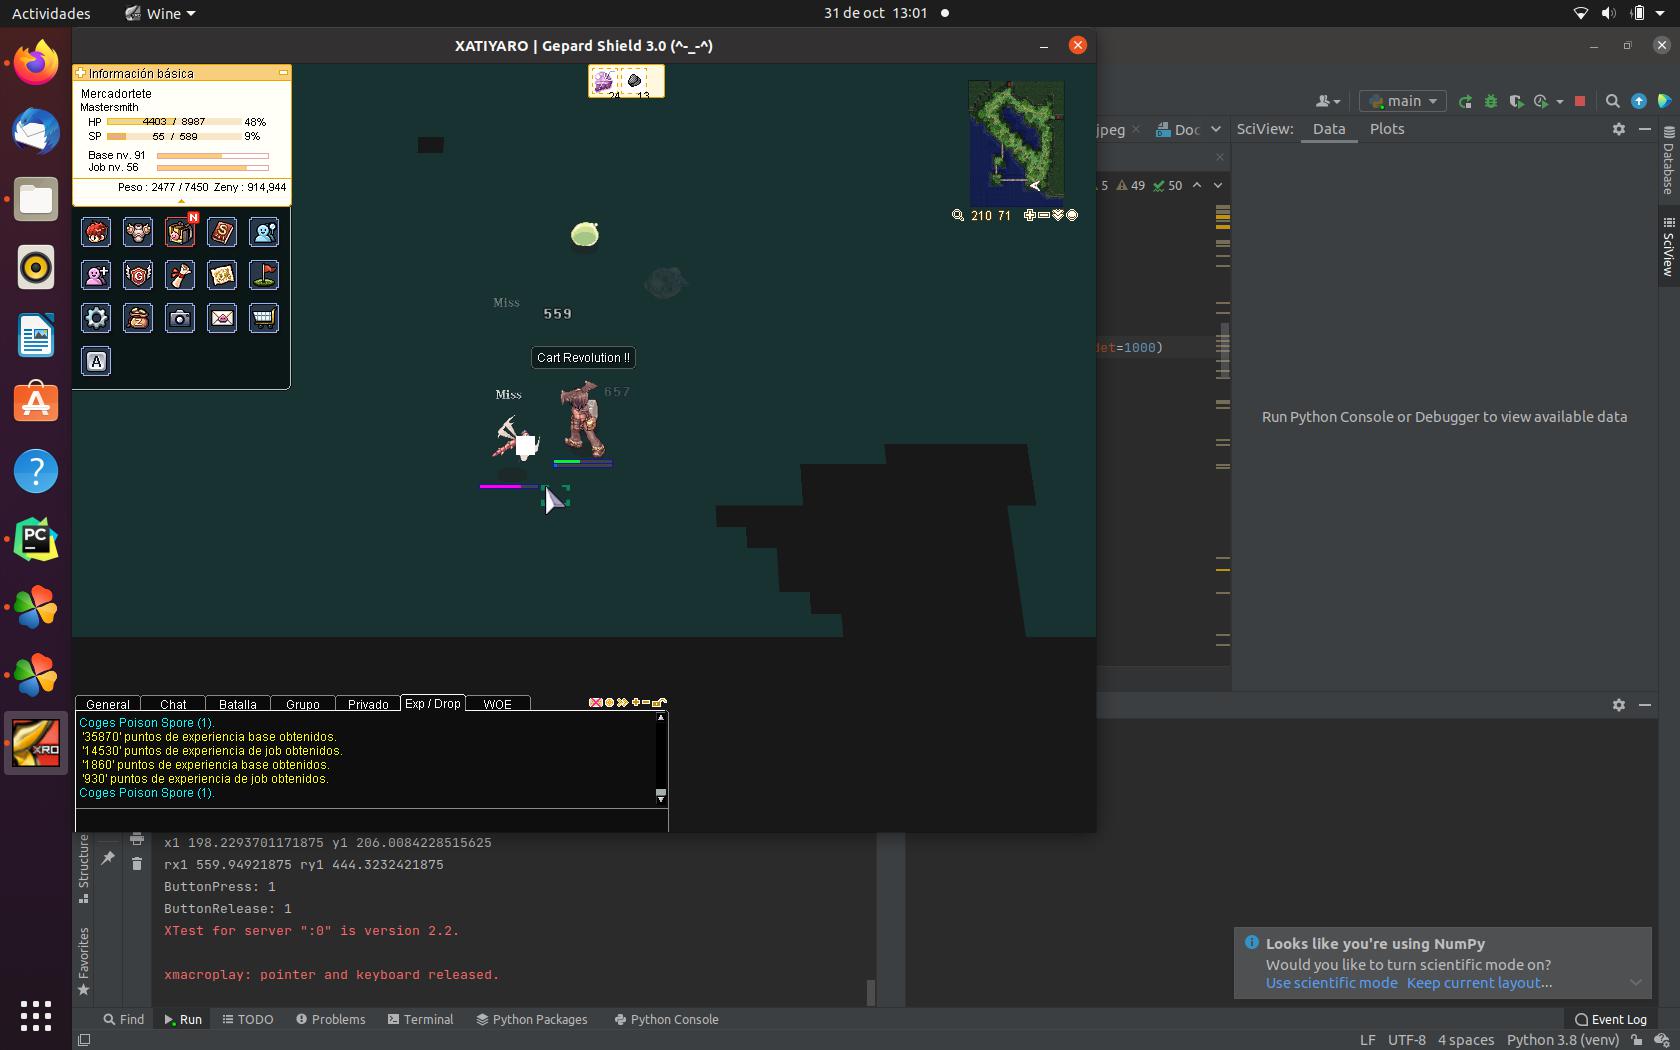 Actividades
Wine
31 de oct 13:01
XATIYARO | Gepard Shield 3.0 (^-_-^)
Información básica
Mercadortete
Mastersmith
HP 4403 / 8987 48%
SP 55 / 589 9%
Base nv. 91
Job nv. 56
Peso : 2477 / 7450 Zeny : 914,944
N
S
G
A
24
13
210 71
Miss
559
Cart Revolution !!
657
Miss
General
Chat
Batalla
Grupo
Privado
Exp / Drop
WOE
Coges Poison Spore (1).
'35870' puntos de experiencia base obtenidos.
'14530' puntos de experiencia de job obtenidos.
'1860' puntos de experiencia base obtenidos.
'930' puntos de experiencia de job obtenidos.
Coges Poison Spore (1).
main
jpeg
Doc
SciView:
Data
Plots
5
49
50
det=1000)
Run Python Console or Debugger to view available data
Database
SciView
PC
XRO
x1 198.2293701171875 y1 206.0084228515625
rx1 559.94921875 ry1 444.3232421875
ButtonPress: 1
ButtonRelease: 1
XTest for server ":0" is version 2.2.
xmacroplay: pointer and keyboard released.
Structure
Favorites
Looks like you're using NumPy
Would you like to turn scientific mode on?
Use scientific mode Keep current layout...
Find
Run
TODO
Problems
Terminal
Python Packages
Python Console
Event Log
LF UTF-8 4 spaces Python 3.8 (venv)